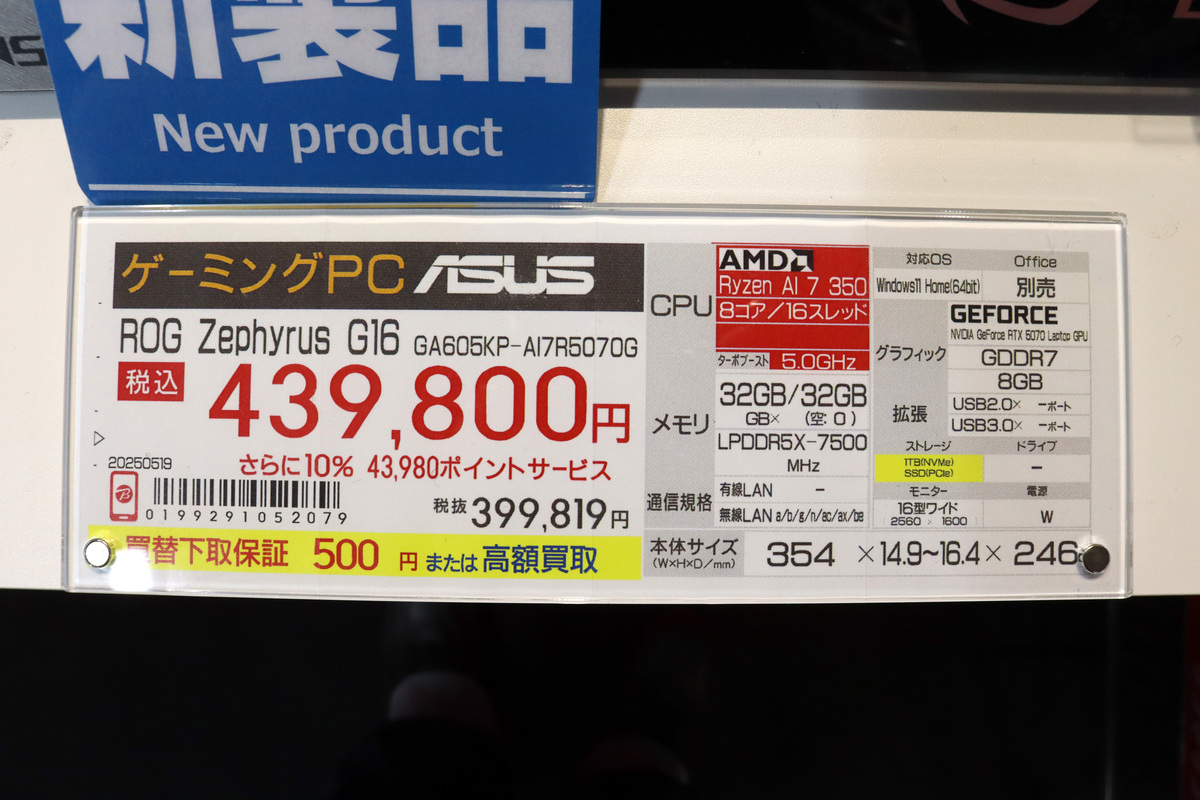 新装品
New product
ゲーミングPC ASUS
ROG Zephyrus G16 GA605KP-AI7R5070G
税込 439,800円
さらに10% 43,980ポイントサービス
20250519
0199291052079
税抜 399,819円
買替下取保証 500 円 または 高額買取
CPU
AMD
Ryzen AI 7 350
8コア/16スレッド
ターボブースト 5.0GHz
メモリ
32GB/32GB
GB× (空: 0 )
LPDDR5X-7500
MHz
通信規格
有線LAN -
無線LAN a/b/g/n/ac/ax/be
本体サイズ
(W×H×D/mm)
354 ×14.9~16.4× 246
対応OS Office
Windows11 Home(64bit) 別売
グラフィック
GEFORCE
NVIDIA GeForce RTX 5070 Laptop GPU
GDDR7
8GB
拡張
USB2.0× -ポート
USB3.0× -ポート
ストレージ ドライブ
1TB(NVMe)
SSD(PCIe)
-
モニター 電源
16型ワイド
2560 × 1600
W